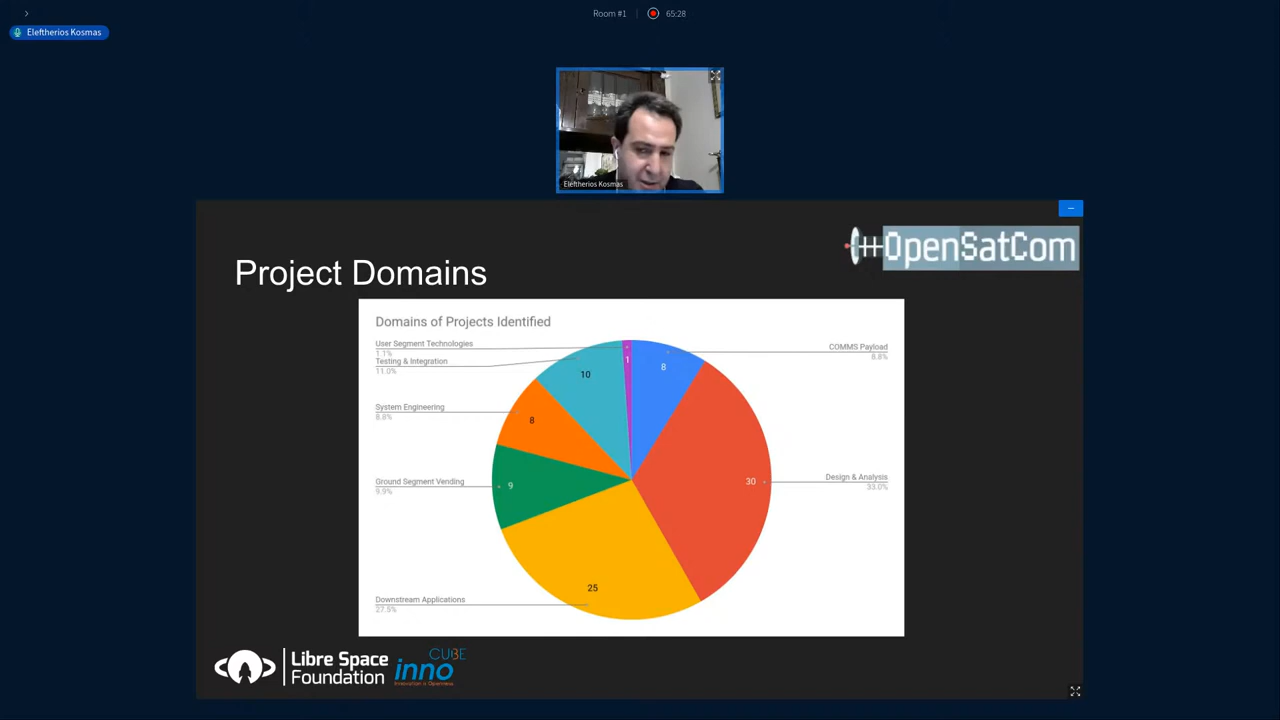 Room #1
65:28
Eleftherios Kosmas
Eleftherios Kosmas
OpenSatCom
Project Domains
Domains of Projects Identified
User Segment Technologies
1.1%
Testing & Integration
11.0%
System Engineering
8.8%
Ground Segment Vending
9.9%
Downstream Applications
27.5%
COMMS Payload
8.8%
Design & Analysis
33.0%
1
8
10
8
9
30
25
Libre Space
Foundation
CUBE
inno
Innovation is Openness